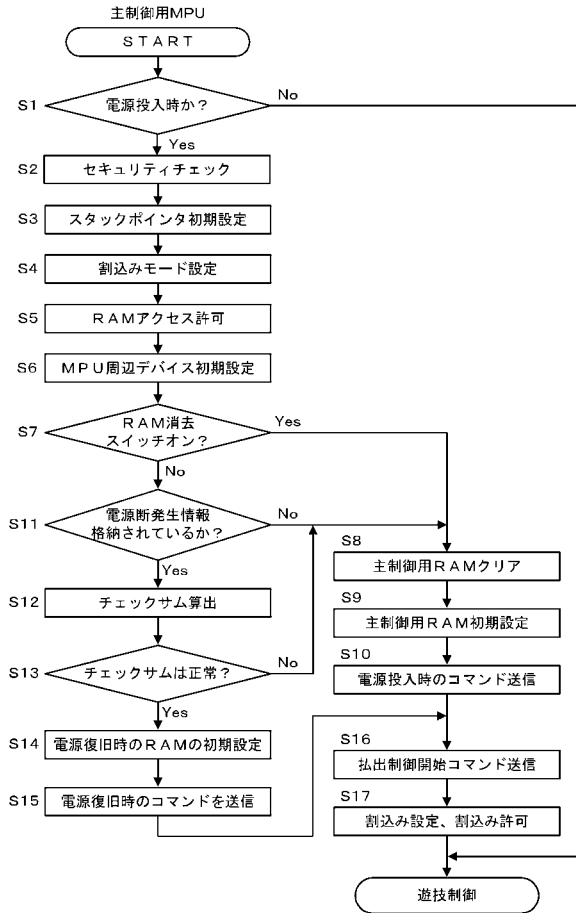 主制御用MPU
START
S1
電源投入時か？
No
Yes
S2
セキュリティチェック
S3
スタックポインタ初期設定
S4
割込みモード設定
S5
RAMアクセス許可
S6
MPU周辺デバイス初期設定
S7
RAM消去
スイッチオン？
Yes
No
S11
電源断発生情報
格納されているか？
No
Yes
S12
チェックサム算出
S13
チェックサムは正常？
No
Yes
S14
電源復旧時のRAMの初期設定
S15
電源復旧時のコマンドを送信
S8
主制御用RAMクリア
S9
主制御用RAM初期設定
S10
電源投入時のコマンド送信
S16
払出制御開始コマンド送信
S17
割込み設定、割込み許可
遊技制御